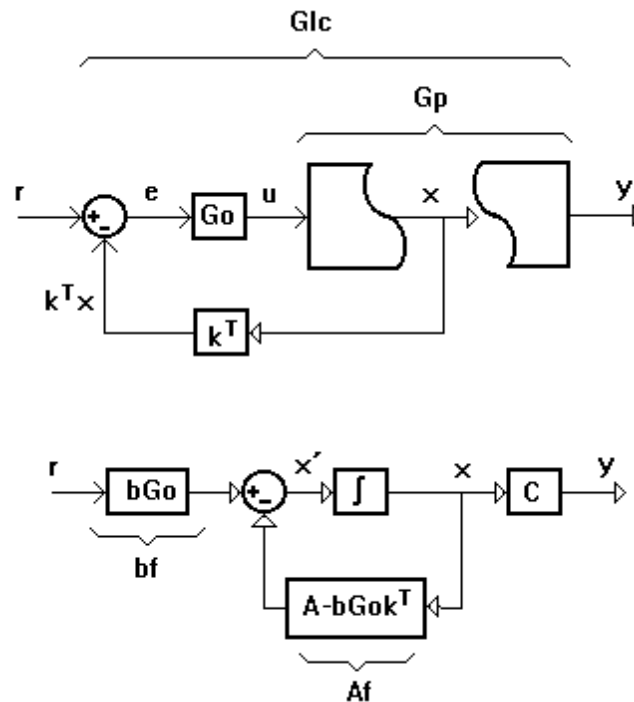 Glc
Gp
r
+
-
e
Go
u
x
y
k^T x
k^T
r
bGo
+
-
x′
∫
x
C
y
bf
A-bGok^T
Af